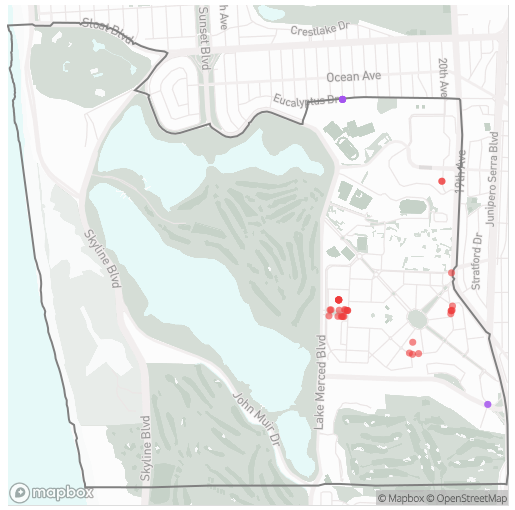 Sloat Blvd
Sunset Blvd
th Ave
Crestlake Dr
20th Ave
Ocean Ave
Eucalyptus Dr
19th Ave
Junipero Serra Blvd
Stratford Dr
Skyline Blvd
Lake Merced Blvd
John Muir Dr
Skyline Blvd
mapbox
© Mapbox © OpenStreetMap